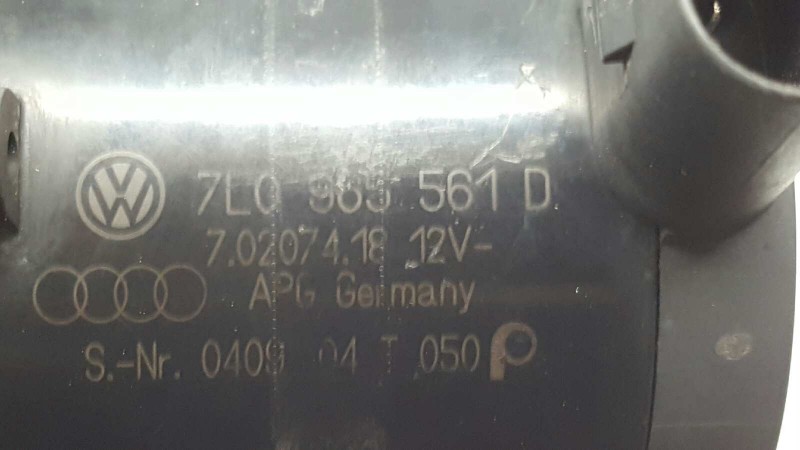 7L0 965 561 D
7.02074.18 12V-
APG Germany
S.-Nr. 0409 04 T 050